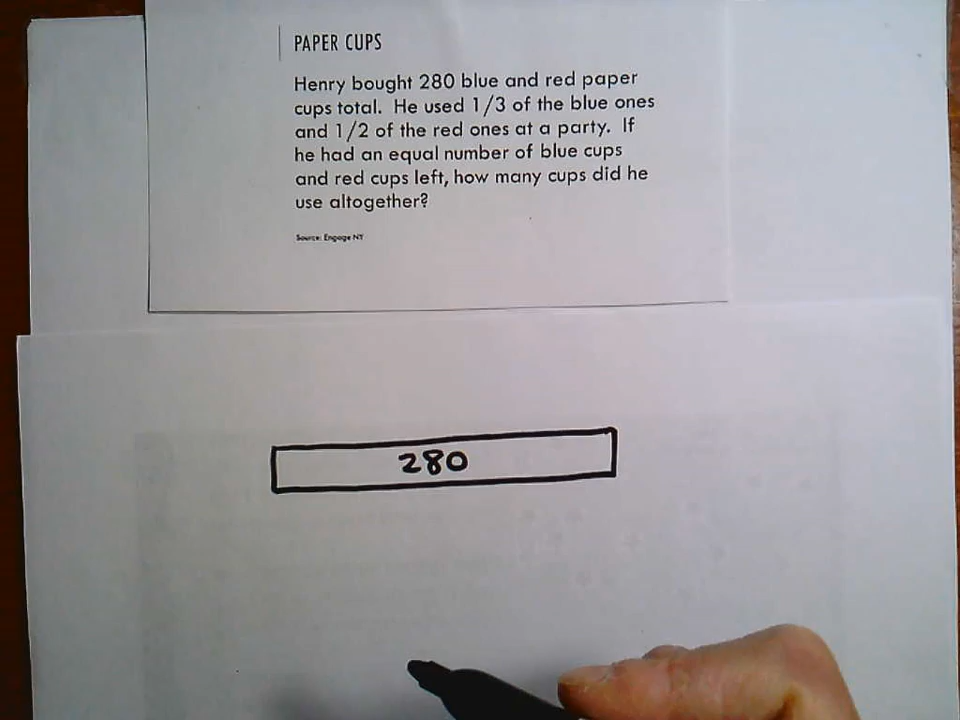 PAPER CUPS
Henry bought 280 blue and red paper
cups total. He used 1/3 of the blue ones
and 1/2 of the red ones at a party. If
he had an equal number of blue cups
and red cups left, how many cups did he
use altogether?
Source: Engage NY
280